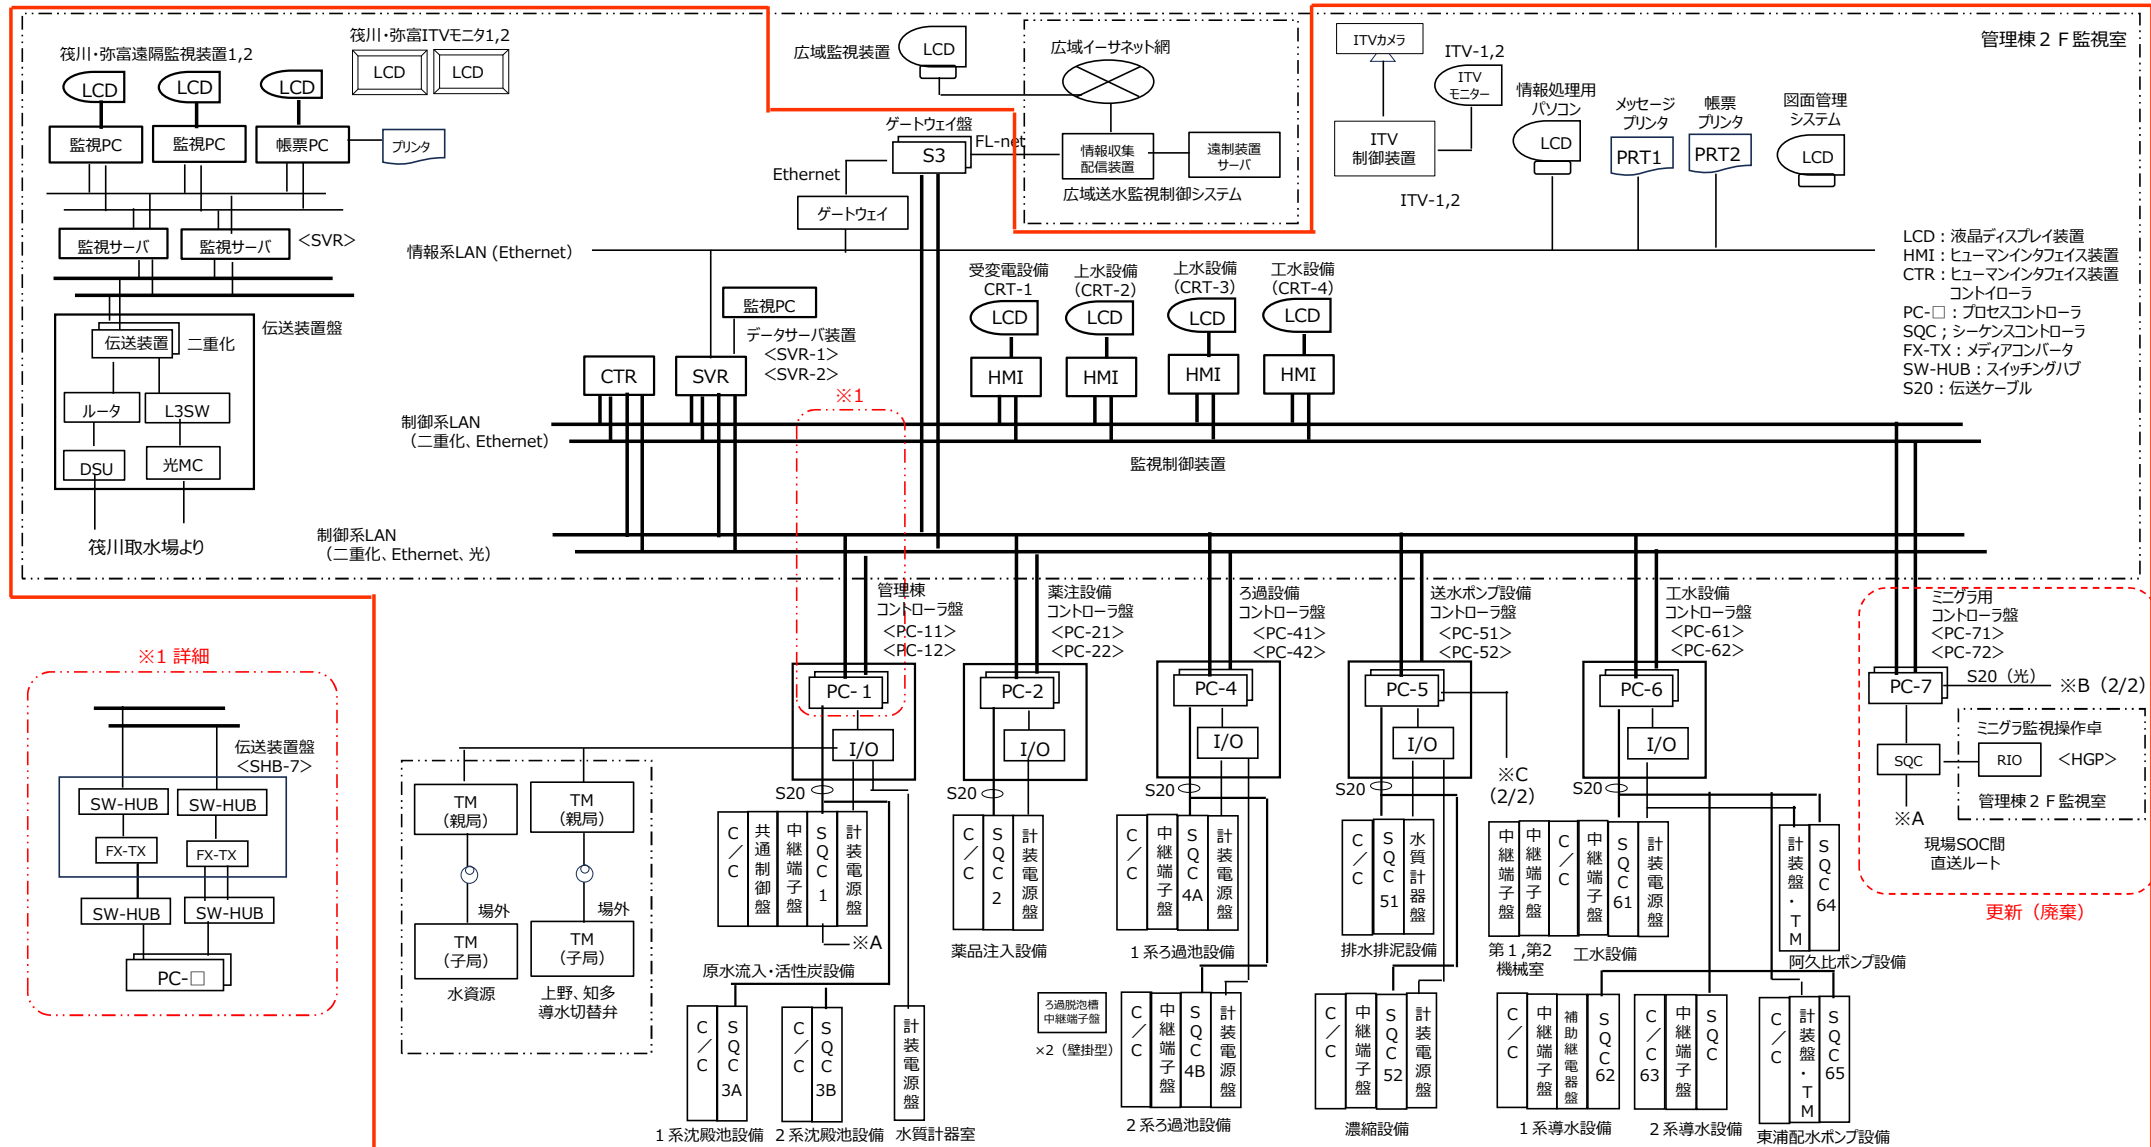 筏川・弥富遠隔監視装置1,2
LCD
LCD
LCD
監視PC
監視PC
帳票PC
プリンタ
筏川・弥富ITVモニタ1,2
LCD
LCD
監視サーバ
監視サーバ
<SVR>
伝送装置盤
伝送装置
二重化
ルータ
L3SW
DSU
光MC
筏川取水場より
広域監視装置
LCD
広域イーサネット網
ゲートウェイ盤
S3
FL-net
情報収集
配信装置
遠制装置
サーバ
広域送水監視制御システム
Ethernet
ゲートウェイ
情報系LAN (Ethernet)
ITVカメラ
ITV-1,2
ITV
モニター
ITV
制御装置
ITV-1,2
情報処理用
パソコン
LCD
メッセージ
プリンタ
PRT1
帳票
プリンタ
PRT2
図面管理
システム
LCD
管理棟2F監視室
LCD:液晶ディスプレイ装置
HMI:ヒューマンインタフェイス装置
CTR:ヒューマンインタフェイス装置
コントイローラ
PC-□:プロセスコントローラ
SQC;シーケンスコントローラ
FX-TX:メディアコンバータ
SW-HUB:スイッチングハブ
S20:伝送ケーブル
監視PC
データサーバ装置
<SVR-1>
<SVR-2>
CTR
SVR
※1
受変電設備
CRT-1
LCD
HMI
上水設備
(CRT-2)
LCD
HMI
上水設備
(CRT-3)
LCD
HMI
工水設備
(CRT-4)
LCD
HMI
制御系LAN
(二重化、Ethernet)
監視制御装置
制御系LAN
(二重化、Ethernet、光)
管理棟
コントローラ盤
<PC-11>
<PC-12>
PC-1
I/O
S20
薬注設備
コントローラ盤
<PC-21>
<PC-22>
PC-2
I/O
S20
ろ過設備
コントローラ盤
<PC-41>
<PC-42>
PC-4
I/O
S20
送水ポンプ設備
コントローラ盤
<PC-51>
<PC-52>
PC-5
I/O
S20
※C
(2/2)
工水設備
コントローラ盤
<PC-61>
<PC-62>
PC-6
I/O
S20
ミニグラ用
コントローラ盤
<PC-71>
<PC-72>
PC-7
S20(光)
※B(2/2)
ミニグラ監視操作卓
SQC
RIO
<HGP>
管理棟2F監視室
※A
現場SOC間
直送ルート
更新(廃棄)
※1 詳細
伝送装置盤
<SHB-7>
SW-HUB
SW-HUB
FX-TX
FX-TX
SW-HUB
SW-HUB
PC-□
TM
(親局)
TM
(親局)
場外
場外
TM
(子局)
TM
(子局)
水資源
上野、知多
導水切替弁
C/C
共通制御盤
中継端子盤
SQC1
計装電源盤
※A
原水流入・活性炭設備
C/C
SQC3A
1系沈殿池設備
C/C
SQC3B
2系沈殿池設備
計装電源盤
水質計器室
C/C
SQC2
計装電源盤
薬品注入設備
C/C
中継端子盤
SQC4A
計装電源盤
1系ろ過池設備
ろ過脱泡槽
中継端子盤
×2(壁掛型)
C/C
中継端子盤
SQC4B
計装電源盤
2系ろ過池設備
C/C
SQC51
水質計器盤
排水排泥設備
C/C
中継端子盤
SQC52
計装電源盤
濃縮設備
中継端子盤
中継端子盤
C/C
中継端子盤
SQC61
計装電源盤
第1,第2
機械室
工水設備
計装盤・TM
SQC64
阿久比ポンプ設備
C/C
中継端子盤
補助継電器盤
SQC62
1系導水設備
C/C63
中継端子盤
SQC
2系導水設備
C/C
計装盤・TM
SQC65
東浦配水ポンプ設備